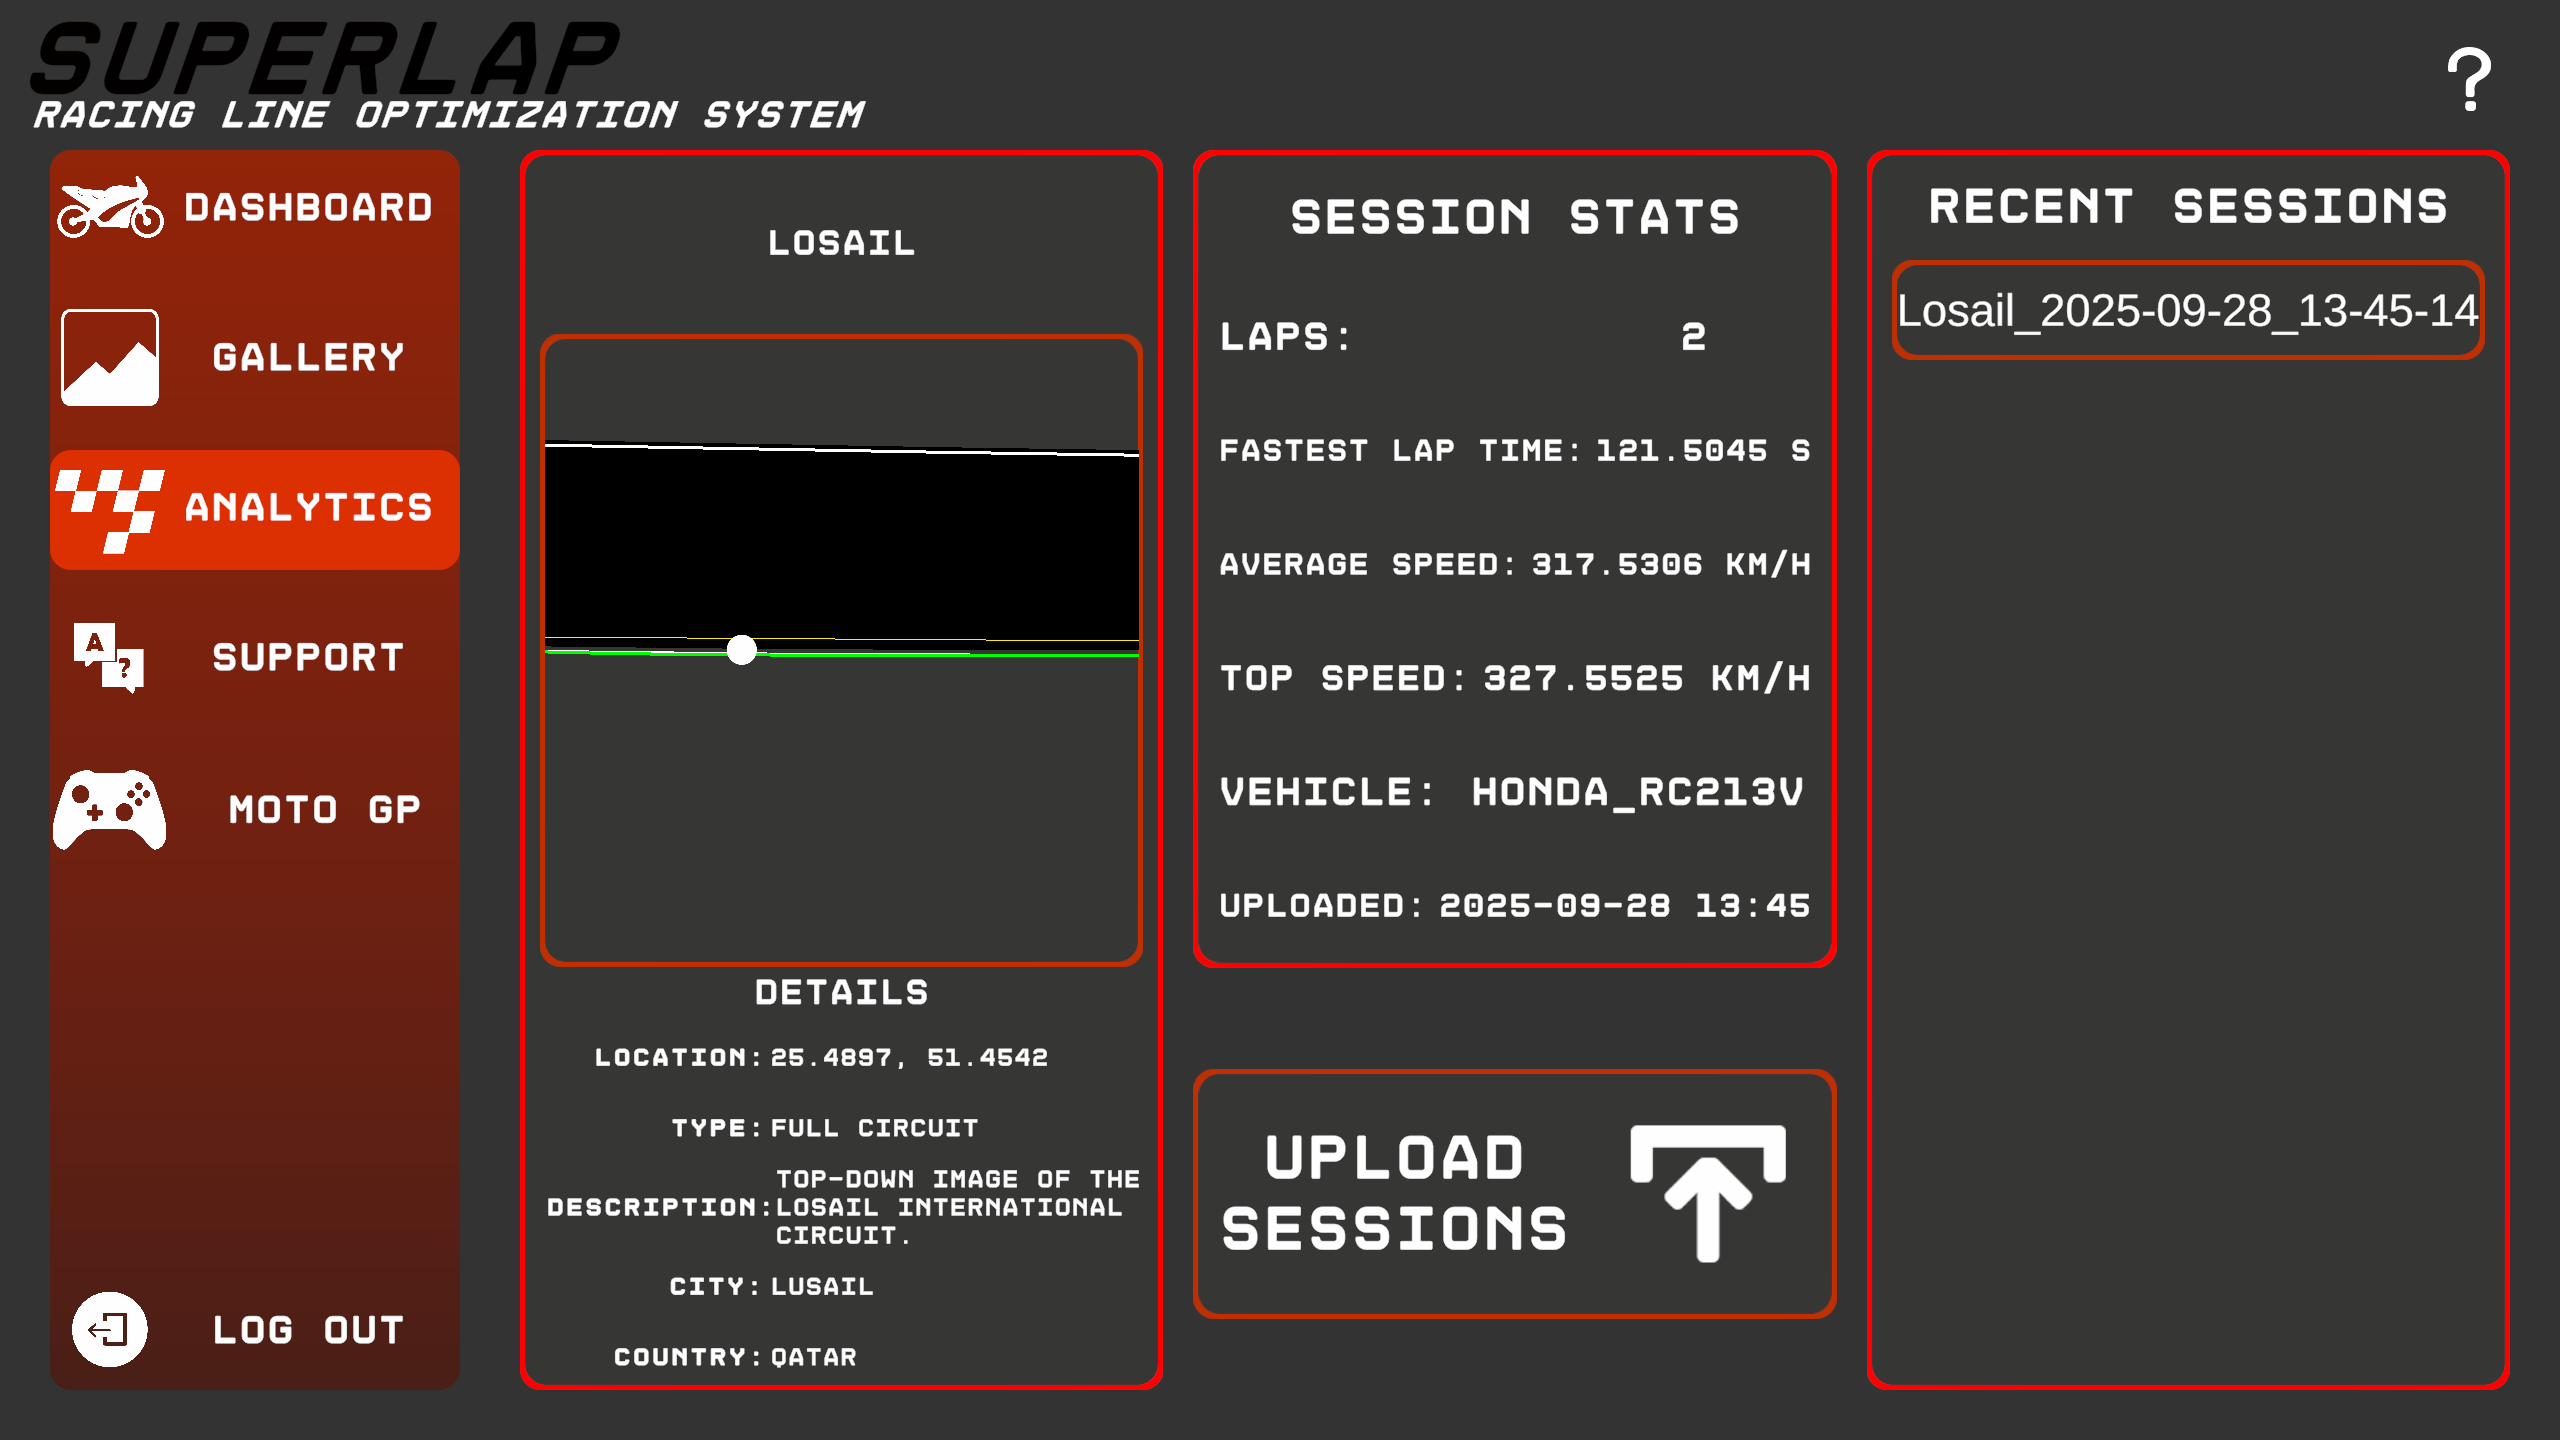 SUPERLAP
RACING LINE OPTIMIZATION SYSTEM
?
DASHBOARD
GALLERY
ANALYTICS
A
?
SUPPORT
MOTO GP
LOG OUT
LOSAIL
DETAILS
LOCATION: 25.4897, 51.4542
TYPE: FULL CIRCUIT
DESCRIPTION: TOP-DOWN IMAGE OF THE
LOSAIL INTERNATIONAL
CIRCUIT.
CITY: LUSAIL
COUNTRY: QATAR
SESSION STATS
LAPS: 2
FASTEST LAP TIME: 121.5045 S
AVERAGE SPEED: 317.5306 KM/H
TOP SPEED: 327.5525 KM/H
VEHICLE: HONDA_RC213V
UPLOADED: 2025-09-28 13:45
UPLOAD
SESSIONS
RECENT SESSIONS
Losail_2025-09-28_13-45-14